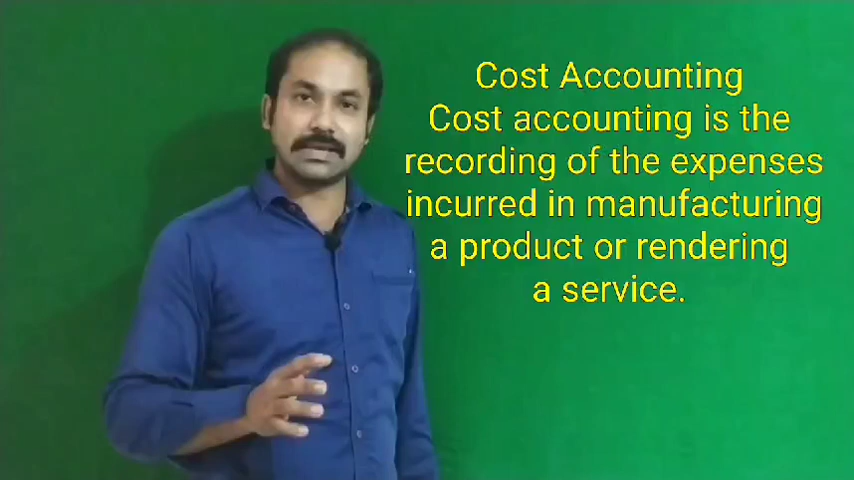 Cost Accounting
Cost accounting is the
recording of the expenses
incurred in manufacturing
a product or rendering
a service.